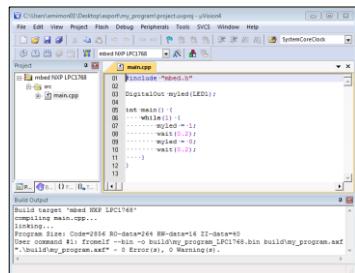 C:\Users\emimon01\Desktop\export\my_program\project.uvproj - µVision4
File Edit View Project Flash Debug Peripherals Tools SVCS Window Help
SystemCoreClock
mbed NXP LPC1768
Project
mbed NXP LPC1768
src
main.cpp
main.cpp
01 #include "mbed.h"
02
03 DigitalOut myled(LED1);
04
05 int main() {
06 while(1) {
07 myled = 1;
08 wait(0.2);
09 myled = 0;
10 wait(0.2);
11 }
12 }
13
Build Output
Build target 'mbed NXP LPC1768'
compiling main.cpp...
linking...
Program Size: Code=2856 RO-data=264 RW-data=16 ZI-data=40
User command #1: fromelf --bin -o build\my_program_LPC1768.bin build\my_program.axf
".\build\my_program.axf" - 0 Error(s), 0 Warning(s).